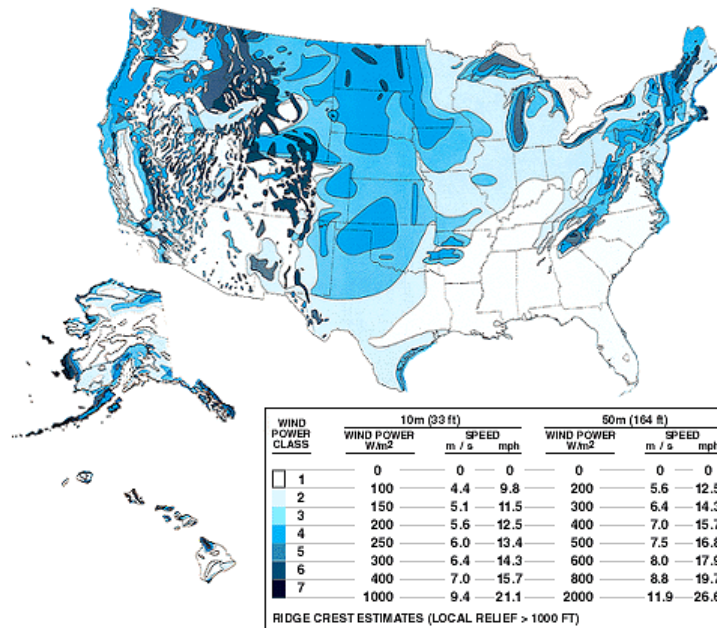 WIND POWER CLASS 10m (33 ft) 50m (164 ft)
WIND POWER W/m2 SPEED m / s mph WIND POWER W/m2 SPEED m / s mph
0 0 0 0 0 0
1
100 4.4 9.8 200 5.6 12.5
2
150 5.1 11.5 300 6.4 14.3
3
200 5.6 12.5 400 7.0 15.7
4
250 6.0 13.4 500 7.5 16.8
5
300 6.4 14.3 600 8.0 17.9
6
400 7.0 15.7 800 8.8 19.7
7
1000 9.4 21.1 2000 11.9 26.6
RIDGE CREST ESTIMATES (LOCAL RELIEF > 1000 FT)